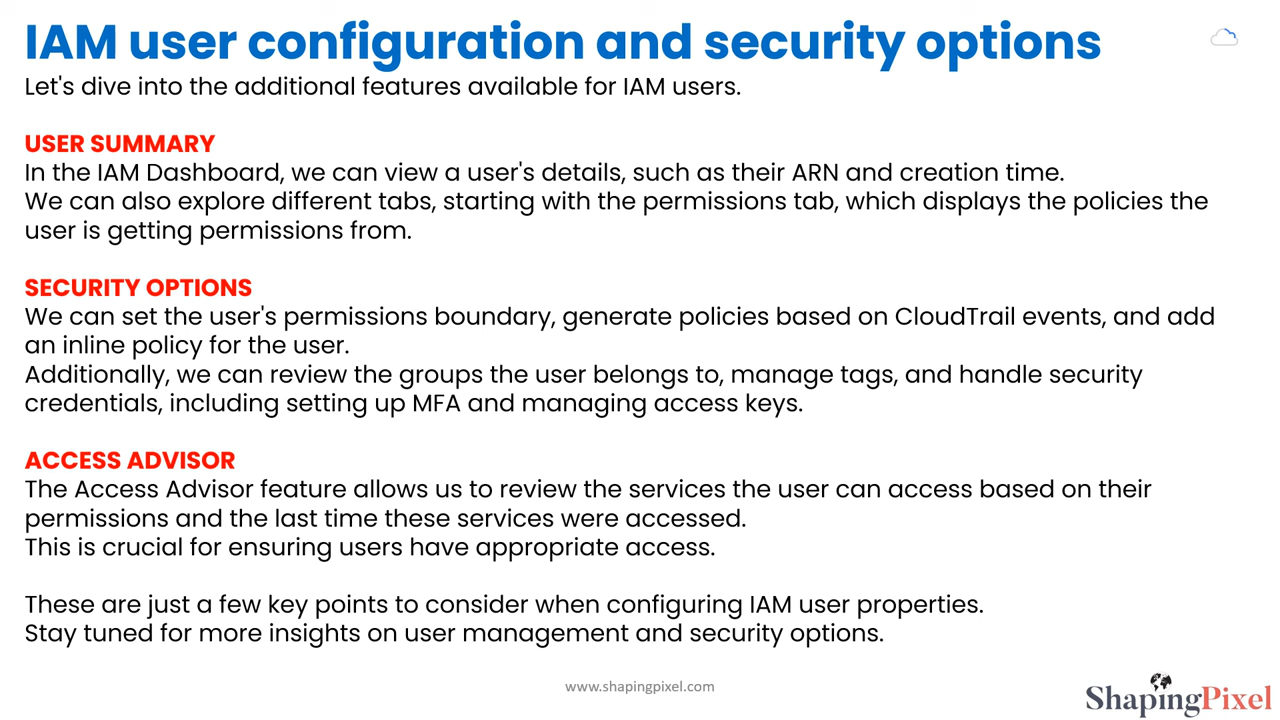 IAM user configuration and security options
Let's dive into the additional features available for IAM users.
USER SUMMARY
In the IAM Dashboard, we can view a user's details, such as their ARN and creation time.
We can also explore different tabs, starting with the permissions tab, which displays the policies the
user is getting permissions from.
SECURITY OPTIONS
We can set the user's permissions boundary, generate policies based on CloudTrail events, and add
an inline policy for the user.
Additionally, we can review the groups the user belongs to, manage tags, and handle security
credentials, including setting up MFA and managing access keys.
ACCESS ADVISOR
The Access Advisor feature allows us to review the services the user can access based on their
permissions and the last time these services were accessed.
This is crucial for ensuring users have appropriate access.
These are just a few key points to consider when configuring IAM user properties.
Stay tuned for more insights on user management and security options.
www.shapingpixel.com
ShapingPixel